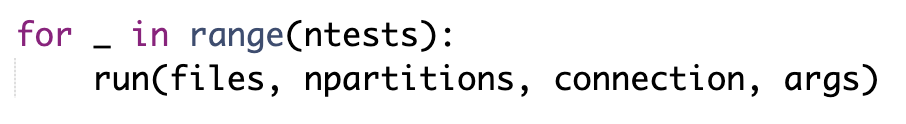 for _ in range(ntests):
    run(files, npartitions, connection, args)